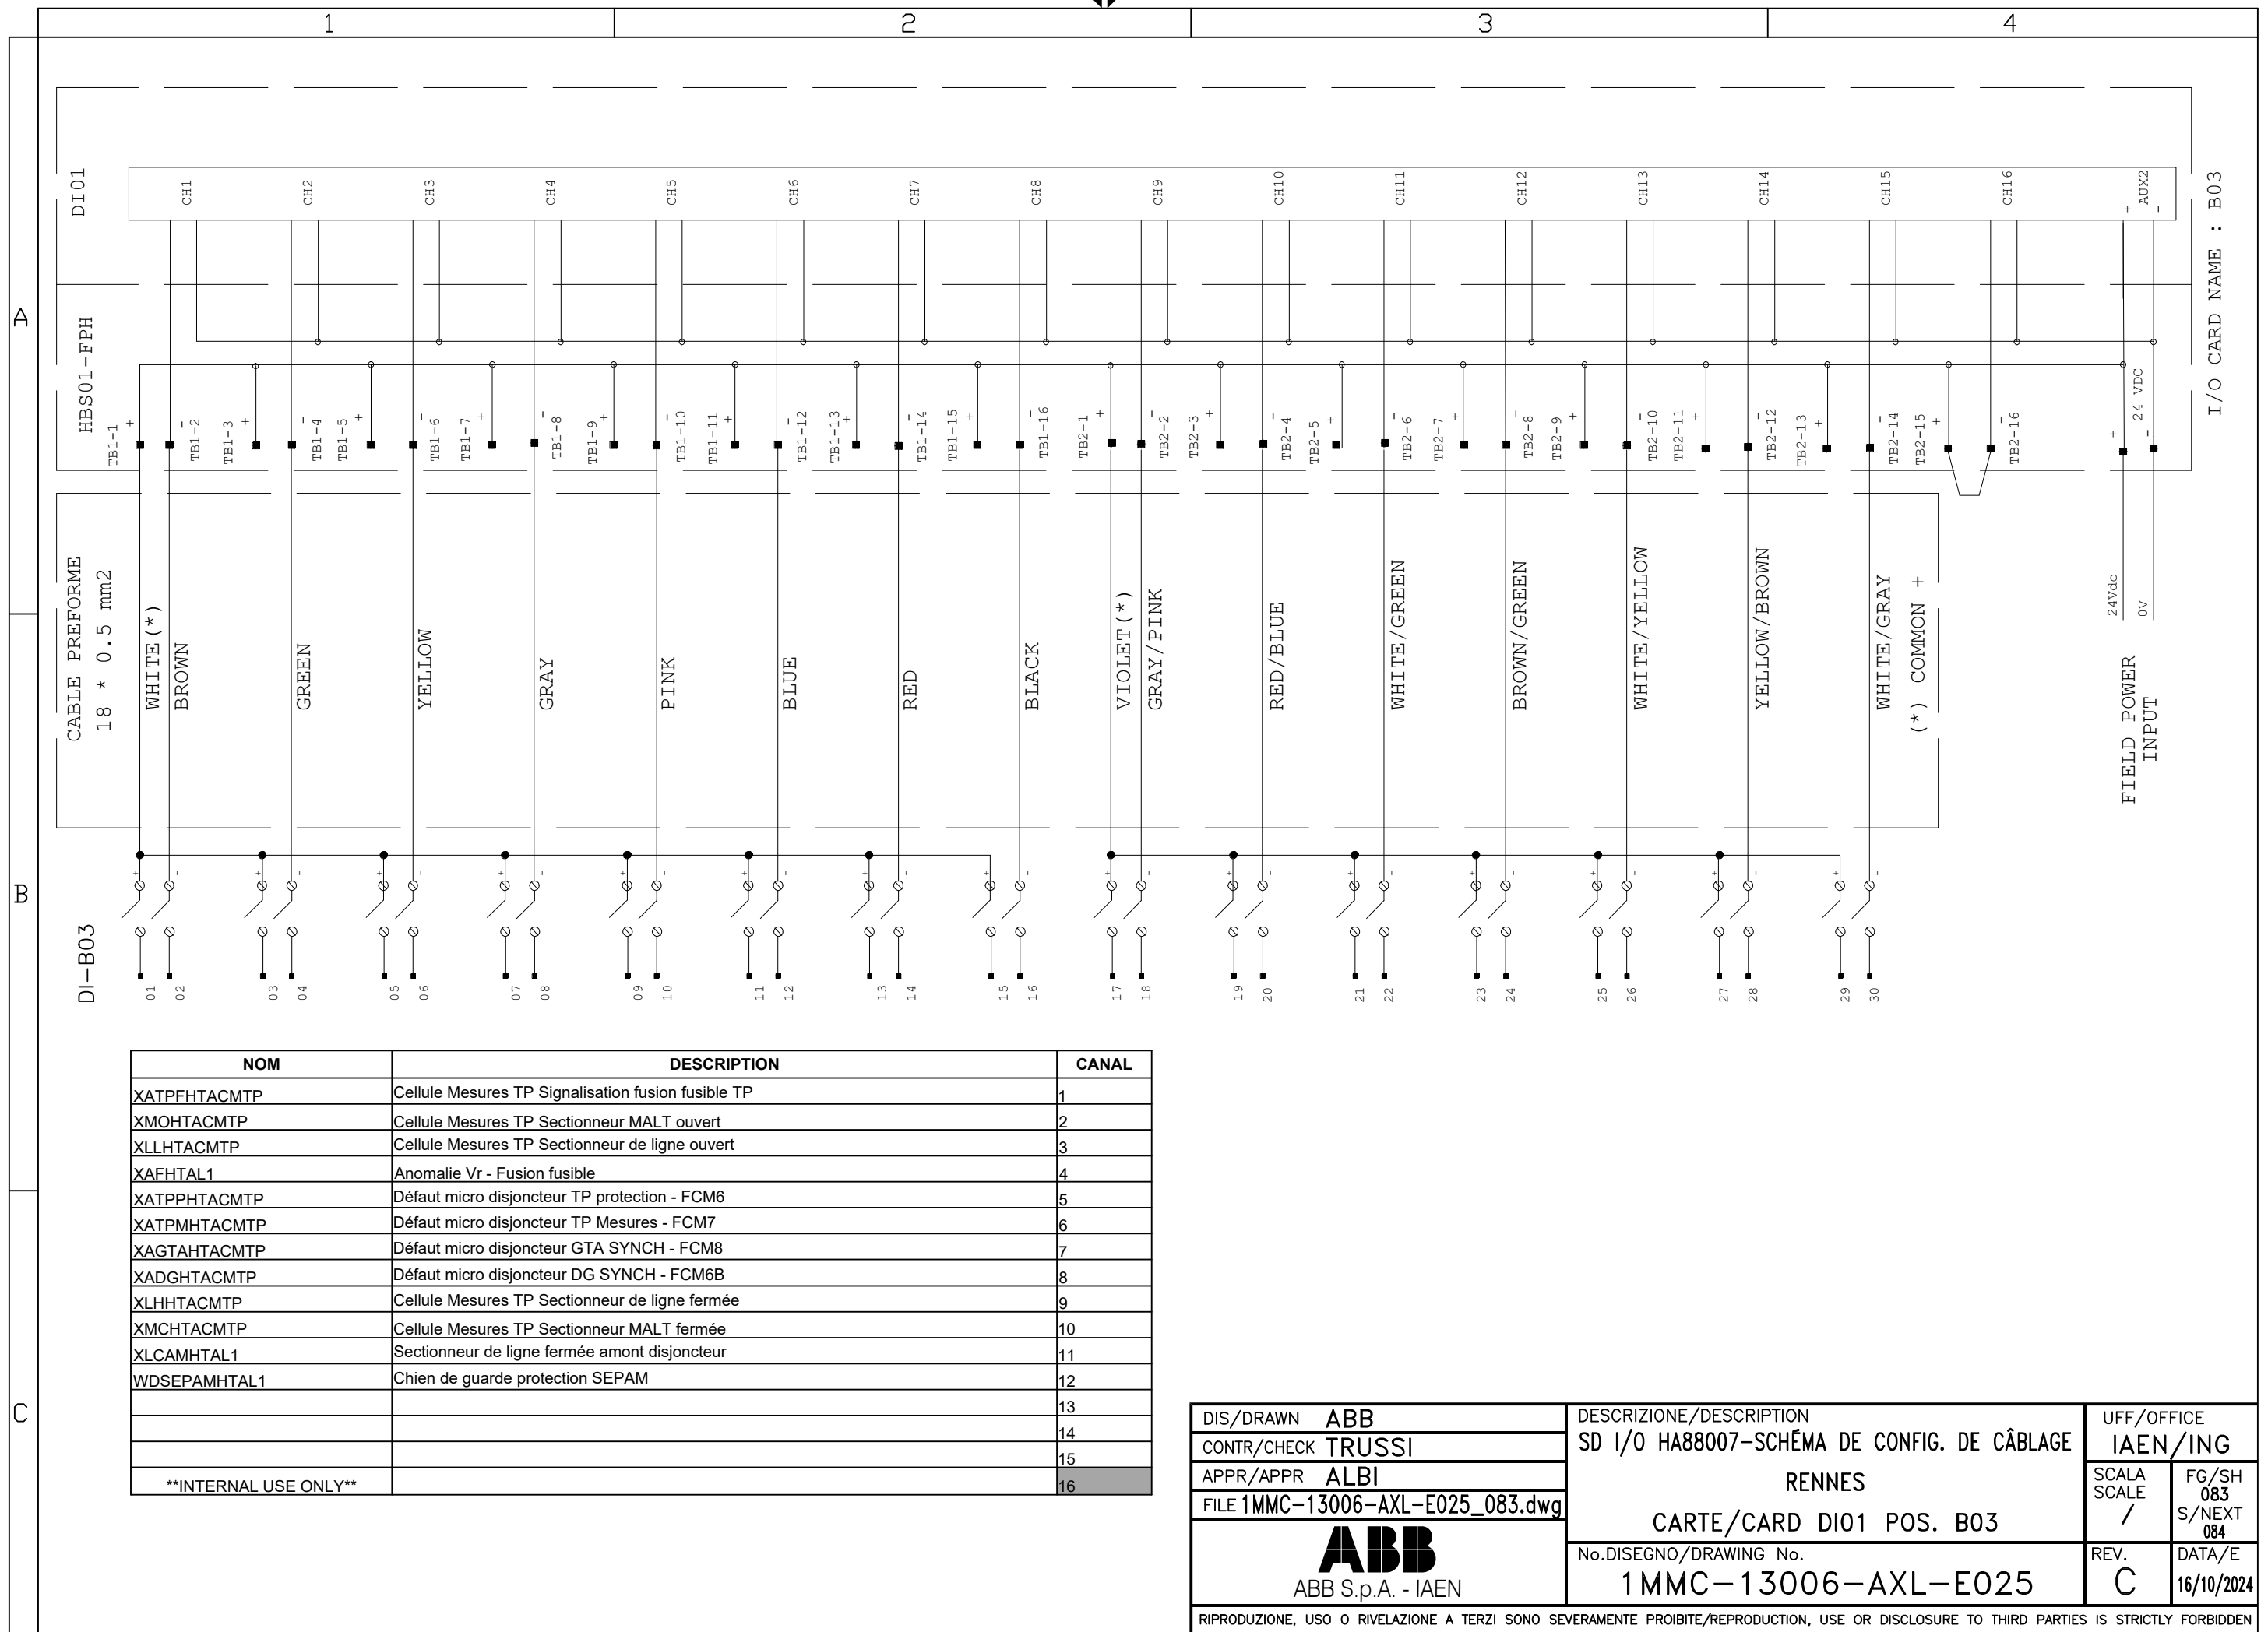 1 2 3 4
A
B
C
DI01
CH1 CH2 CH3 CH4 CH5 CH6 CH7 CH8 CH9 CH10 CH11 CH12 CH13 CH14 CH15 CH16
+ AUX2 -
I/O CARD NAME : B03
HBS01-FPH
TB1-1 + - TB1-2 TB1-3 + - TB1-4 TB1-5 + - TB1-6 TB1-7 + - TB1-8 TB1-9 + - TB1-10 TB1-11 + - TB1-12 TB1-13 + - TB1-14 TB1-15 + - TB1-16 TB2-1 + - TB2-2 TB2-3 + - TB2-4 TB2-5 + - TB2-6 TB2-7 + - TB2-8 TB2-9 + - TB2-10 TB2-11 + - TB2-12 TB2-13 + - TB2-14 TB2-15 + - TB2-16
+ 24 VDC -
CABLE PREFORME
18 * 0.5 mm2
WHITE(*)
BROWN
GREEN
YELLOW
GRAY
PINK
BLUE
RED
BLACK
VIOLET(*)
GRAY/PINK
RED/BLUE
WHITE/GREEN
BROWN/GREEN
WHITE/YELLOW
YELLOW/BROWN
WHITE/GRAY
(*) COMMON +
24Vdc
0V
FIELD POWER
INPUT
+ - + - + - + - + - + - + - + - + - + - + - + - + - + - + -
DI-B03
01 02 03 04 05 06 07 08 09 10 11 12 13 14 15 16 17 18 19 20 21 22 23 24 25 26 27 28 29 30
NOM DESCRIPTION CANAL
XATPFHTACMTP Cellule Mesures TP Signalisation fusion fusible TP 1
XMOHTACMTP Cellule Mesures TP Sectionneur MALT ouvert 2
XLLHTACMTP Cellule Mesures TP Sectionneur de ligne ouvert 3
XAFHTAL1 Anomalie Vr - Fusion fusible 4
XATPPHTACMTP Défaut micro disjoncteur TP protection - FCM6 5
XATPMHTACMTP Défaut micro disjoncteur TP Mesures - FCM7 6
XAGTAHTACMTP Défaut micro disjoncteur GTA SYNCH - FCM8 7
XADGHTACMTP Défaut micro disjoncteur DG SYNCH - FCM6B 8
XLHHTACMTP Cellule Mesures TP Sectionneur de ligne fermée 9
XMCHTACMTP Cellule Mesures TP Sectionneur MALT fermée 10
XLCAMHTAL1 Sectionneur de ligne fermée amont disjoncteur 11
WDSEPAMHTAL1 Chien de guarde protection SEPAM 12
13
14
15
**INTERNAL USE ONLY** 16
DIS/DRAWN ABB
CONTR/CHECK TRUSSI
APPR/APPR ALBI
FILE 1MMC-13006-AXL-E025_083.dwg
ABB
ABB S.p.A. - IAEN
DESCRIZIONE/DESCRIPTION
SD I/O HA88007-SCHÉMA DE CONFIG. DE CÂBLAGE
RENNES
CARTE/CARD DI01 POS. B03
No.DISEGNO/DRAWING No.
1MMC-13006-AXL-E025
UFF/OFFICE
IAEN/ING
SCALA
SCALE
/
FG/SH
083
S/NEXT
084
REV.
C
DATA/E
16/10/2024
RIPRODUZIONE, USO O RIVELAZIONE A TERZI SONO SEVERAMENTE PROIBITE/REPRODUCTION, USE OR DISCLOSURE TO THIRD PARTIES IS STRICTLY FORBIDDEN